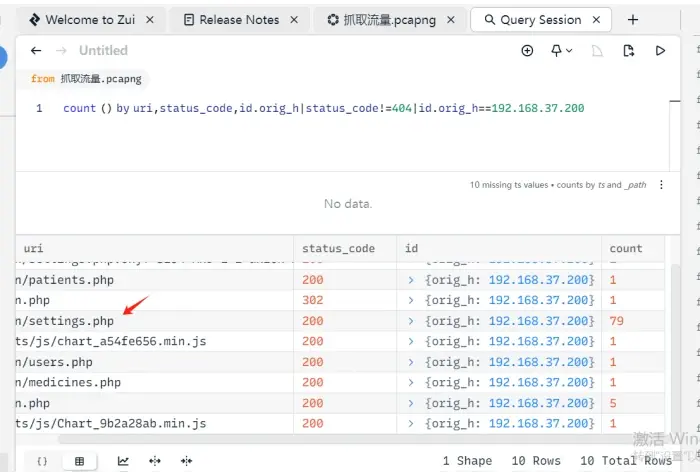 Welcome to Zui
Release Notes
抓取流量.pcapng
Query Session
Untitled
from 抓取流量.pcapng
1 count () by uri,status_code,id.orig_h|status_code!=404|id.orig_h==192.168.37.200
10 missing ts values • counts by ts and _path
No data.
uri status_code id count
n/patients.php 200 {orig_h: 192.168.37.200} 1
n.php 302 {orig_h: 192.168.37.200} 1
n/settings.php 200 {orig_h: 192.168.37.200} 79
ts/js/chart_a54fe656.min.js 200 {orig_h: 192.168.37.200} 1
n/users.php 200 {orig_h: 192.168.37.200} 1
n/medicines.php 200 {orig_h: 192.168.37.200} 1
n.php 200 {orig_h: 192.168.37.200} 5
ts/js/Chart_9b2a28ab.min.js 200 {orig_h: 192.168.37.200} 1
激活 Win
1 Shape 10 Rows 10 Total Rows